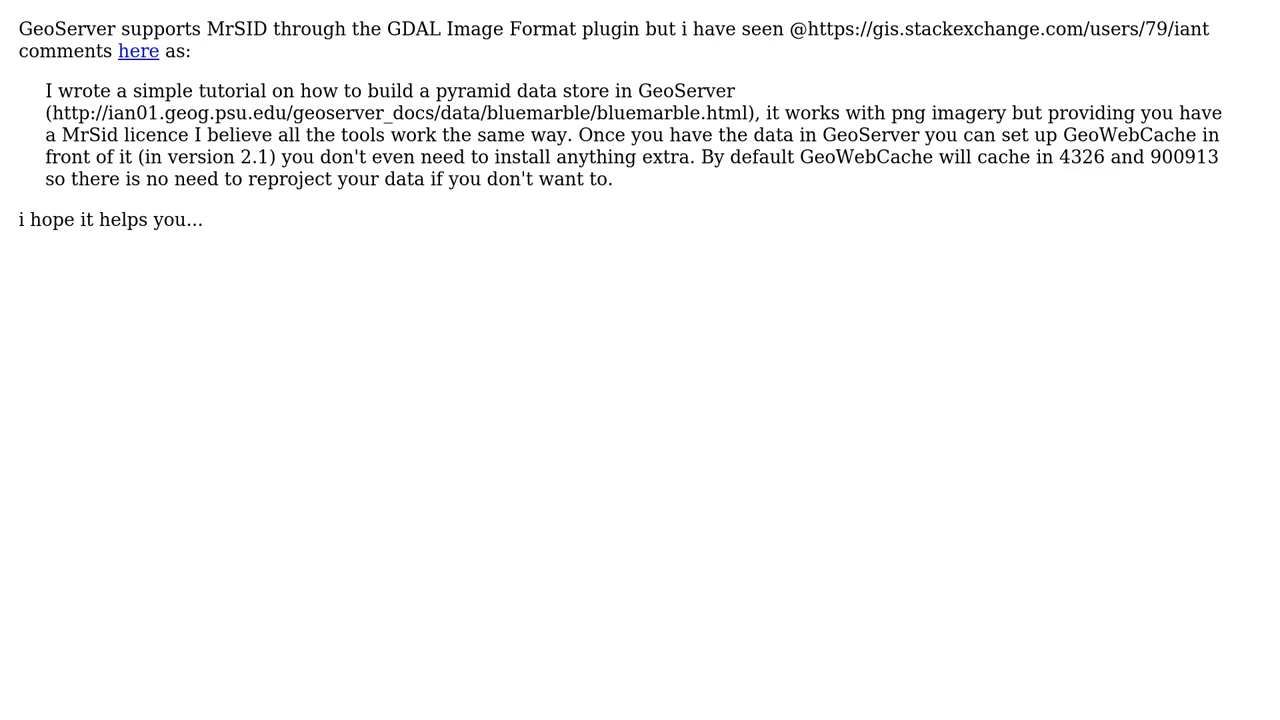 GeoServer supports MrSID through the GDAL Image Format plugin but i have seen @https://gis.stackexchange.com/users/79/iant
comments here as:
I wrote a simple tutorial on how to build a pyramid data store in GeoServer
(http://ian01.geog.psu.edu/geoserver_docs/data/bluemarble/bluemarble.html), it works with png imagery but providing you have
a MrSid licence I believe all the tools work the same way. Once you have the data in GeoServer you can set up GeoWebCache in
front of it (in version 2.1) you don't even need to install anything extra. By default GeoWebCache will cache in 4326 and 900913
so there is no need to reproject your data if you don't want to.
i hope it helps you...